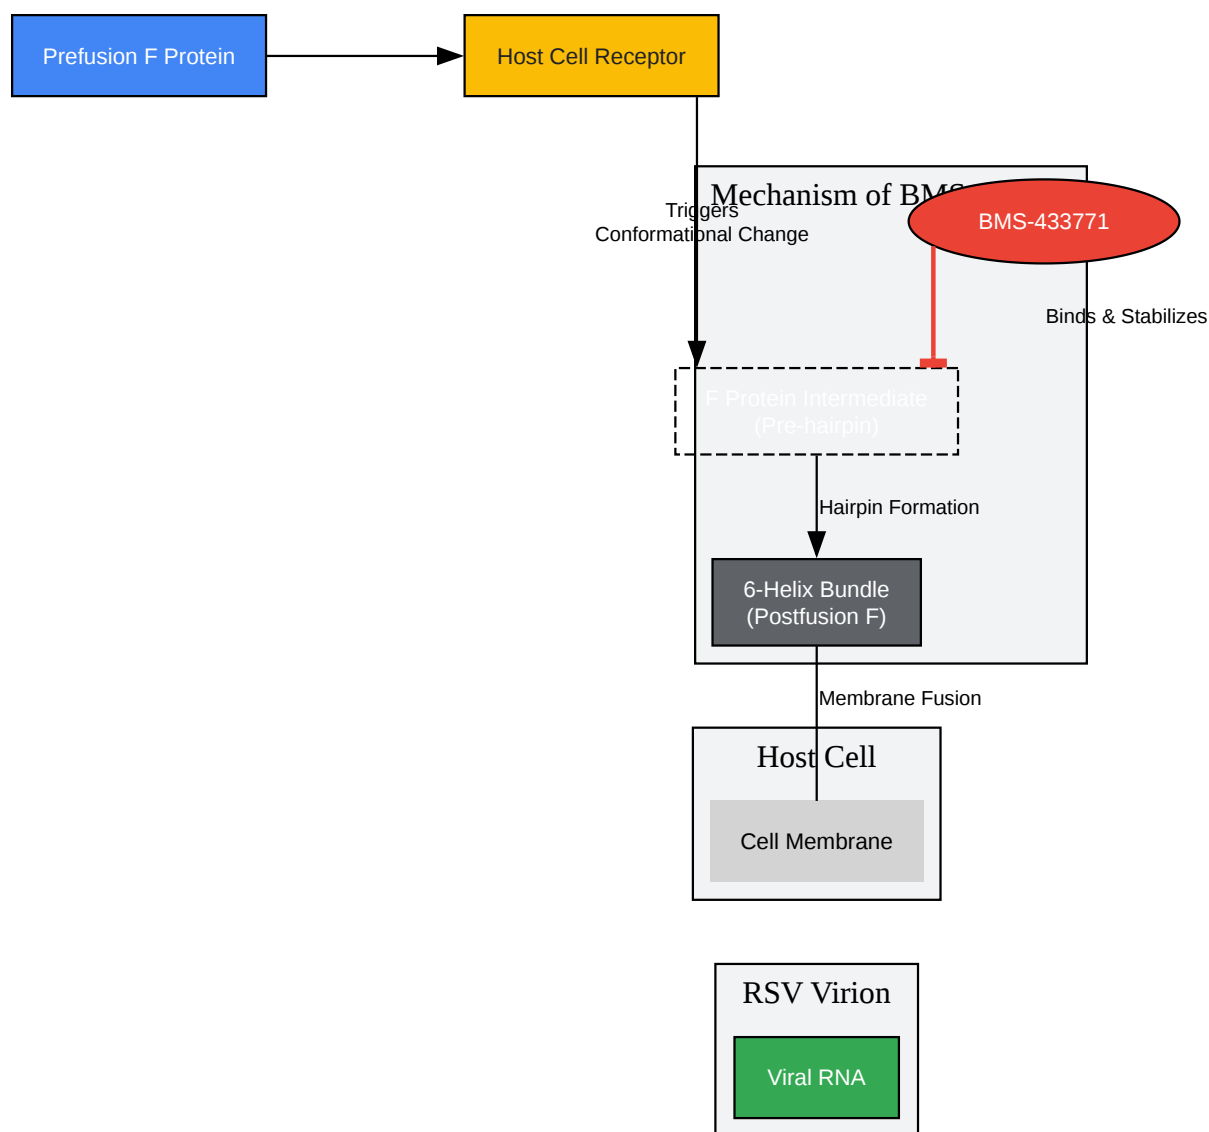 Prefusion F Protein
Host Cell Receptor
Mechanism of BMS
BMS-433771
Triggers
Conformational Change
Binds & Stabilizes
F Protein Intermediate
(Pre-hairpin)
Hairpin Formation
6-Helix Bundle
(Postfusion F)
Membrane Fusion
Host Cell
Cell Membrane
RSV Virion
Viral RNA